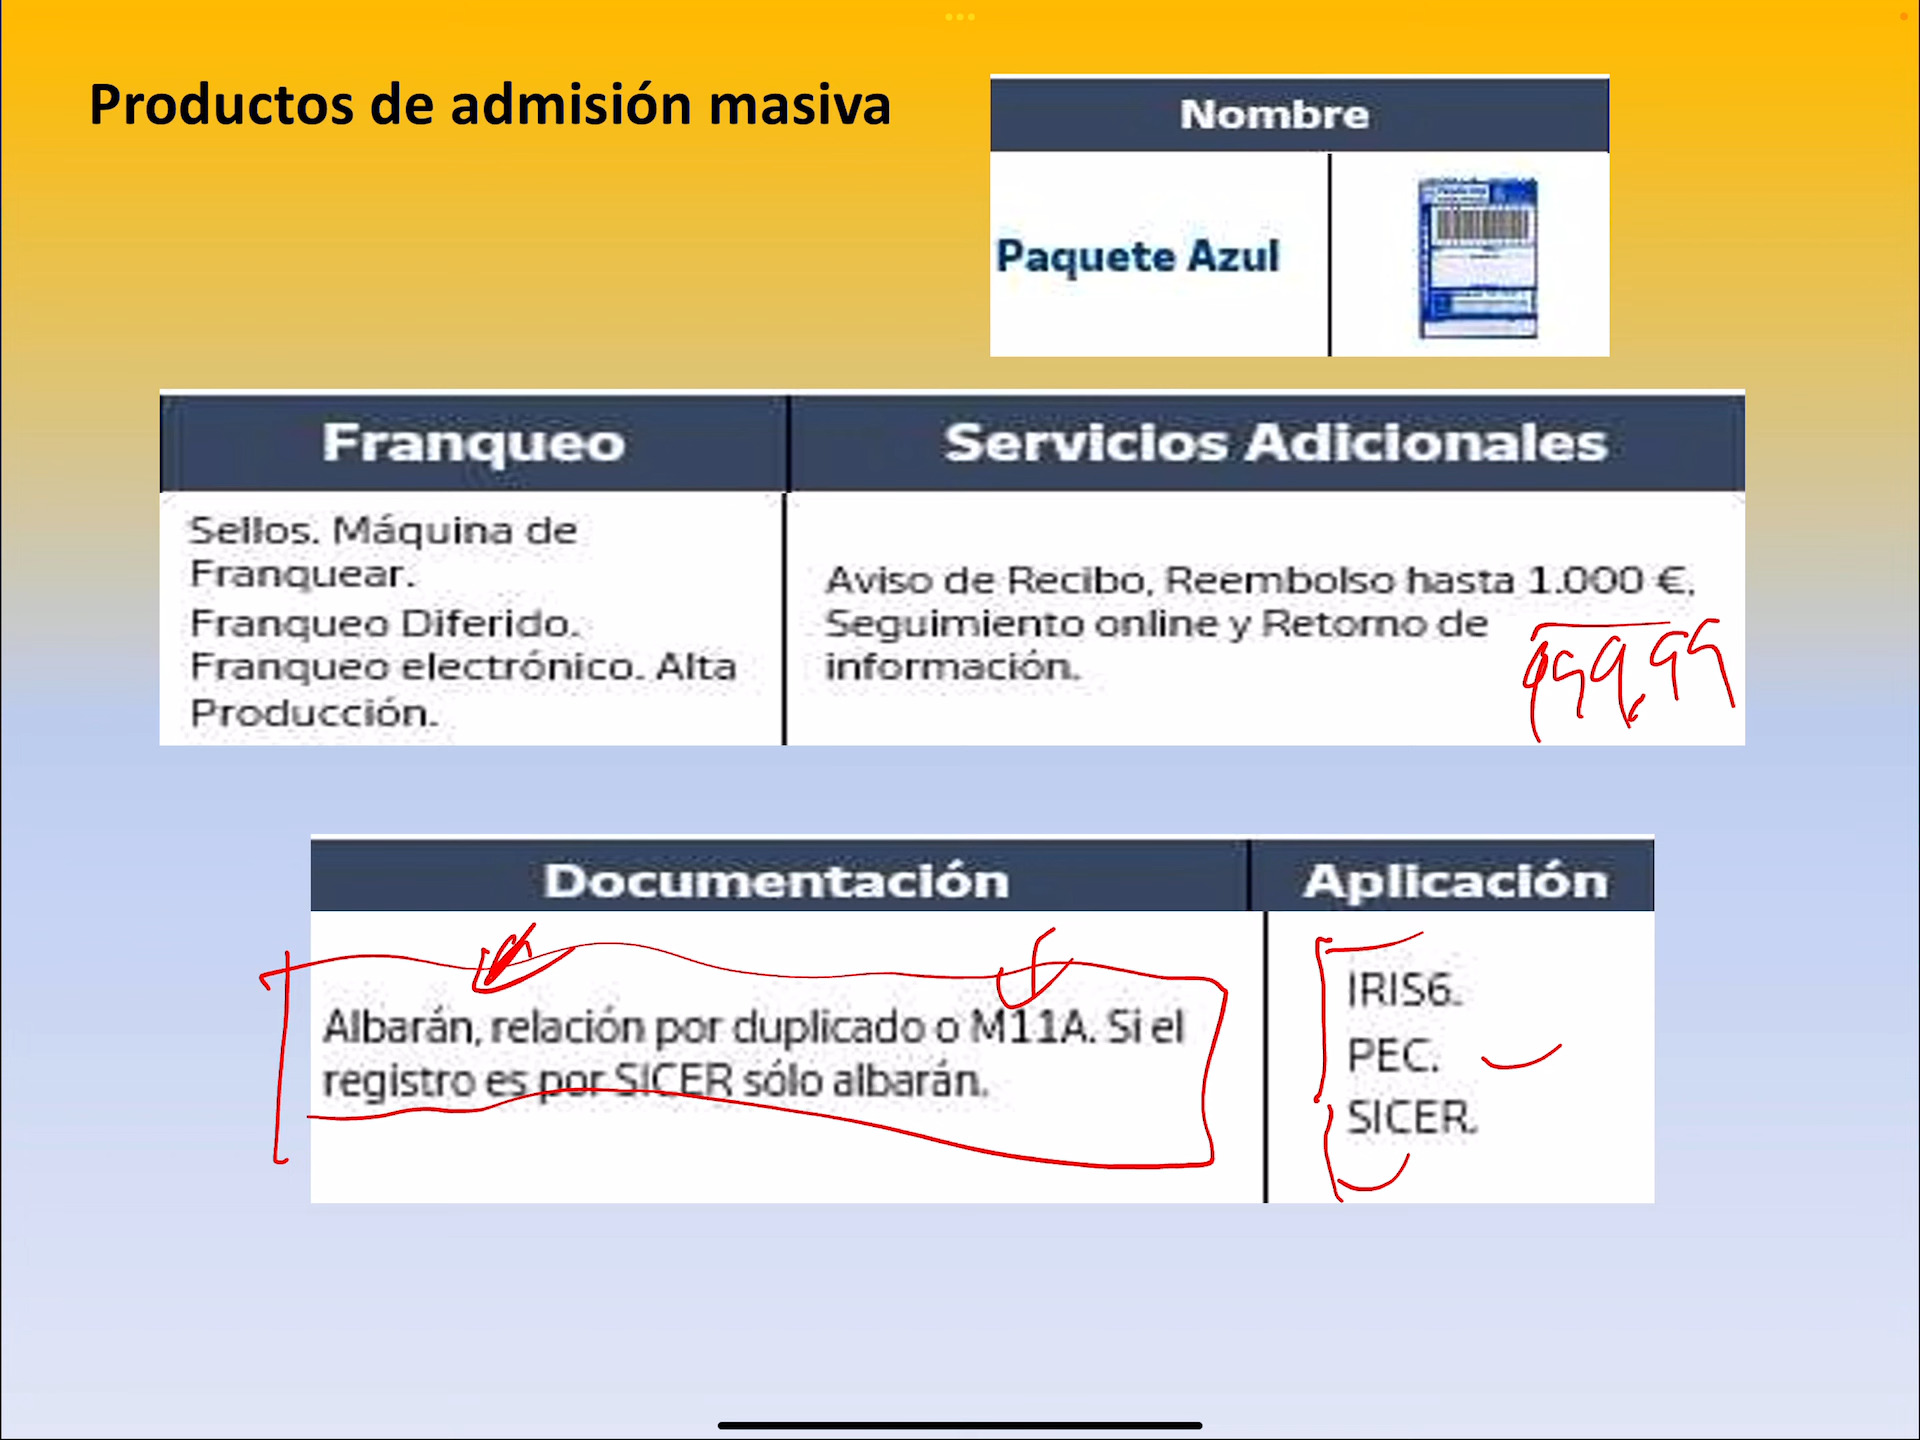 Productos de admisión masiva
Nombre
Paquete Azul
Franqueo
Servicios Adicionales
Sellos. Máquina de
Franquear.
Franqueo Diferido.
Franqueo electrónico. Alta
Producción.
Aviso de Recibo, Reembolso hasta 1.000 €,
Seguimiento online y Retorno de
información.
999,99
Documentación
Aplicación
Albarán, relación por duplicado o M11A. Si el
registro es por SICER sólo albarán.
IRIS6.
PEC.
SICER.